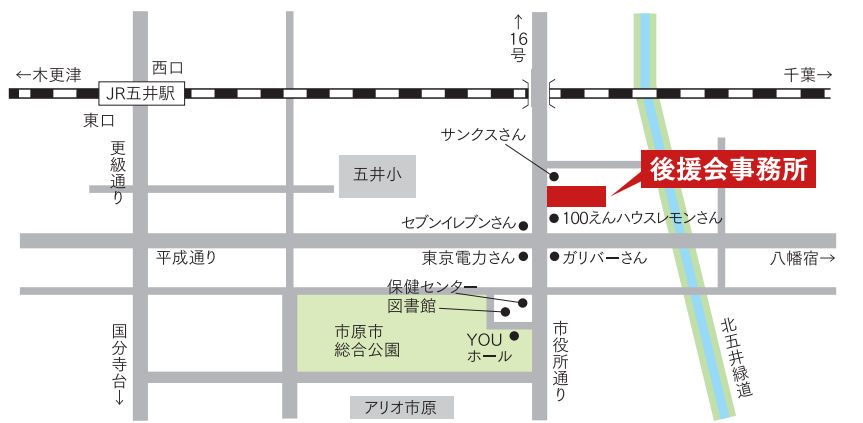 ↑
16
号
←木更津
西口
千葉→
JR五井駅
東口
サンクスさん
更級通り
五井小
後援会事務所
セブンイレブンさん
100えんハウスレモンさん
平成通り
東京電力さん
ガリバーさん
八幡宿→
保健センター
図書館
国分寺台→
市原市
総合公園
YOU
ホール
市役所通り
北五井緑道
アリオ市原